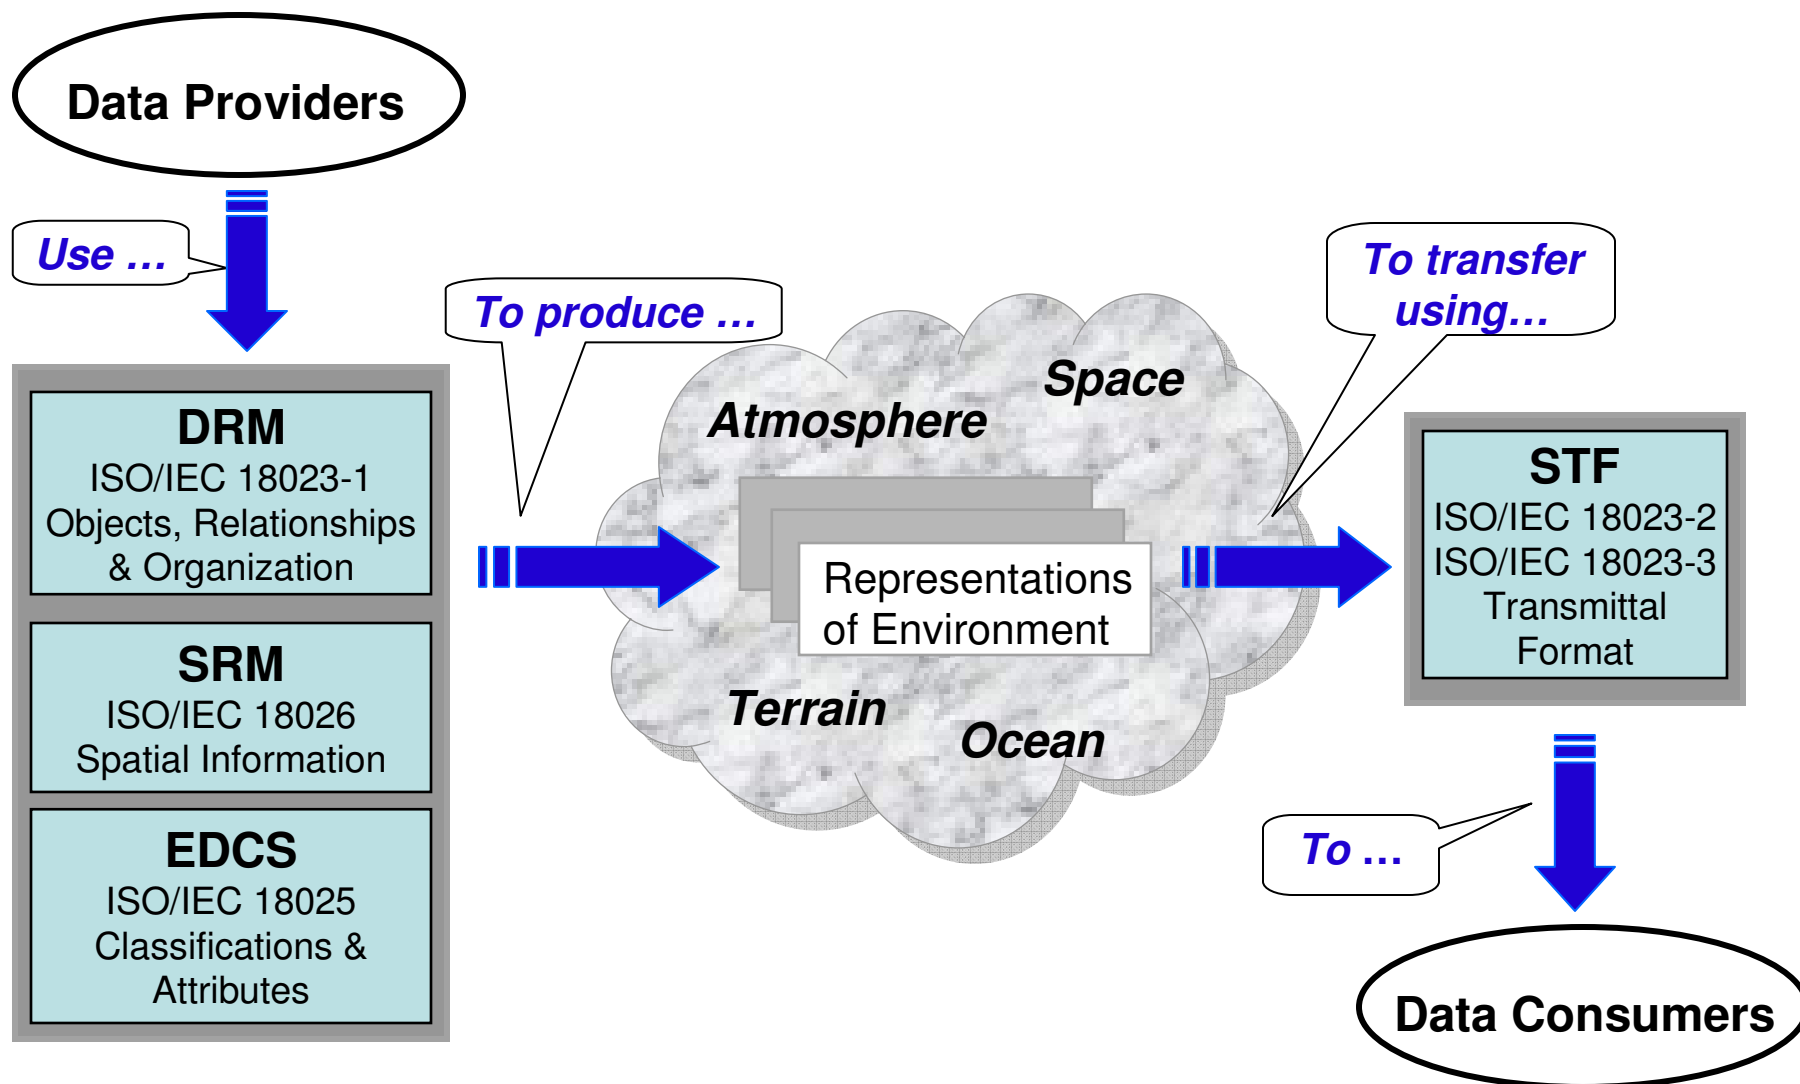 Data Providers
Use …
DRM
ISO/IEC 18023-1
Objects, Relationships
& Organization
SRM
ISO/IEC 18026
Spatial Information
EDCS
ISO/IEC 18025
Classifications &
Attributes
To produce …
Atmosphere
Space
Representations
of Environment
Terrain
Ocean
To transfer
using…
STF
ISO/IEC 18023-2
ISO/IEC 18023-3
Transmittal
Format
To …
Data Consumers